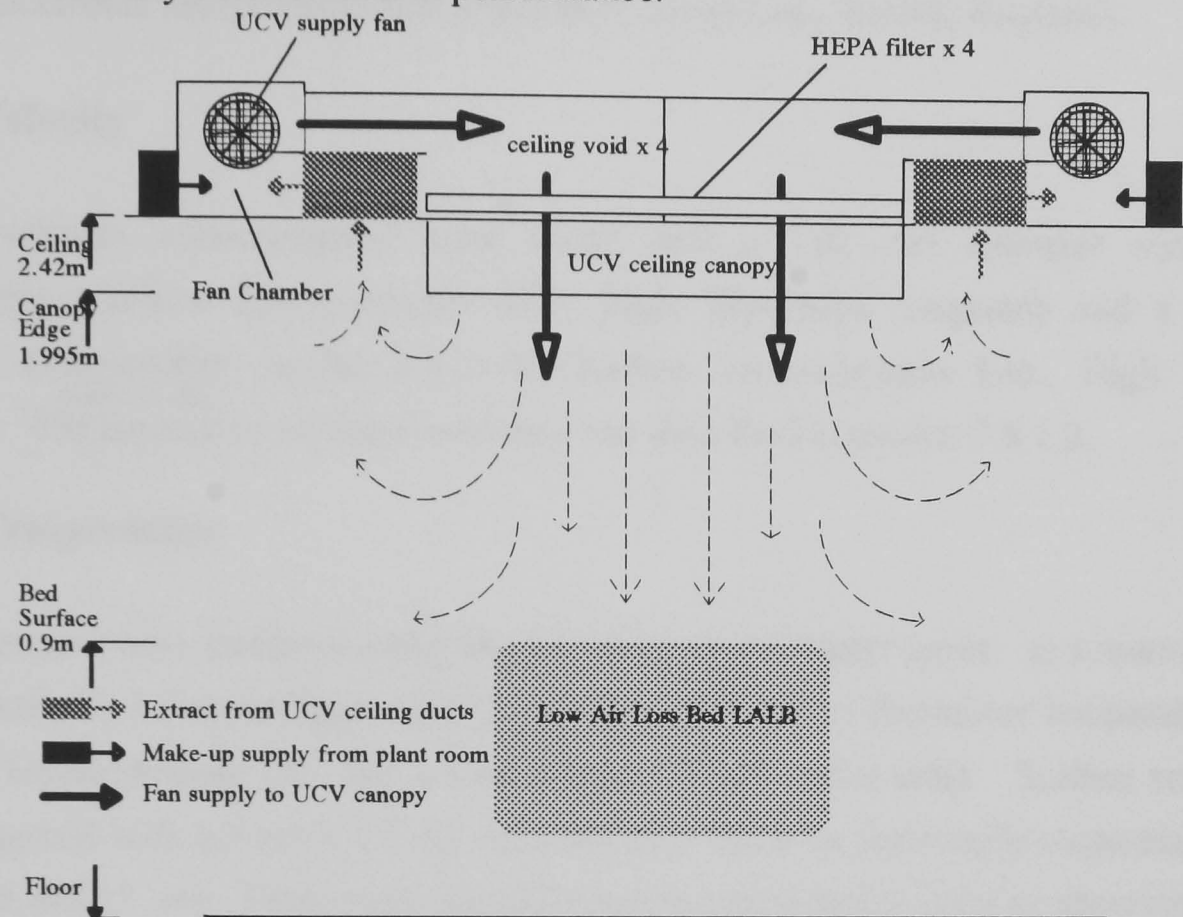 UCV supply fan
HEPA filter x 4
ceiling void x 4
Ceiling
2.42m
UCV ceiling canopy
Fan Chamber
Canopy
Edge
1.995m
Bed
Surface
0.9m
Low Air Loss Bed LALB
Extract from UCV ceiling ducts
Make-up supply from plant room
Fan supply to UCV canopy
Floor